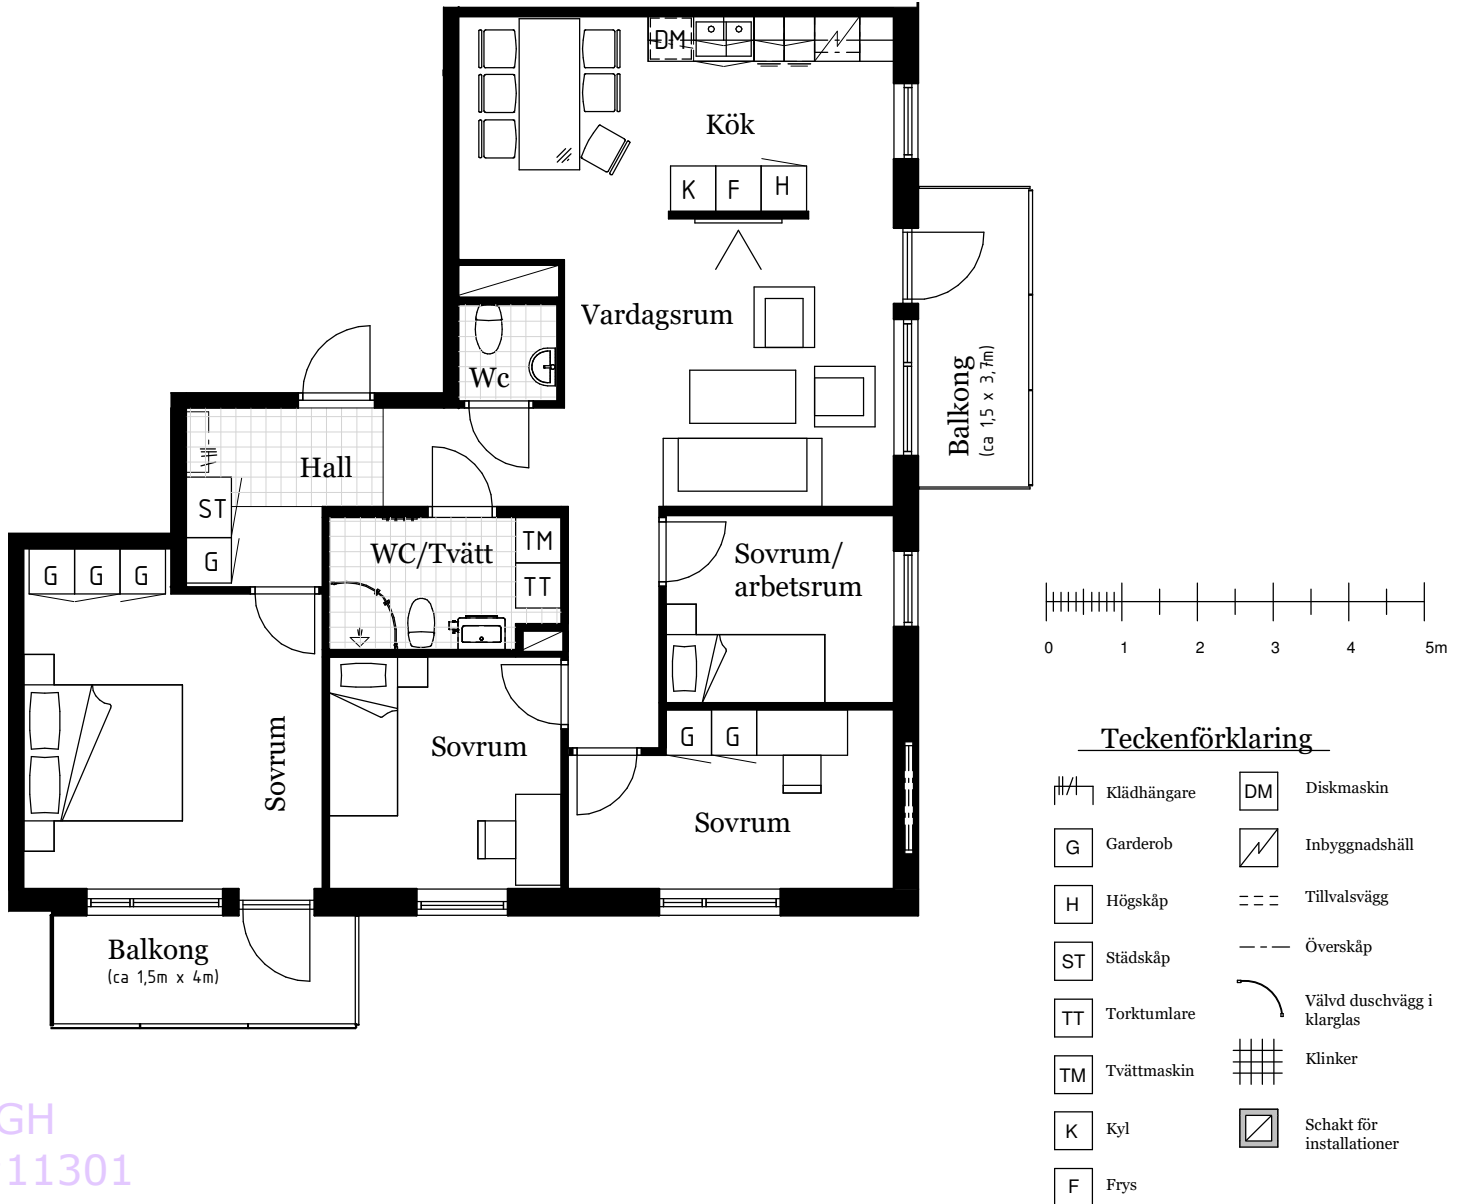 DM
Kök
K F H
Vardagsrum
Wc
Balkong
(ca 1,5 x 3,7m)
Hall
ST
G
WC/Tvätt
TM
TT
Sovrum/
arbetsrum
G G G
Sovrum
Sovrum
G G
Sovrum
Balkong
(ca 1,5m x 4m)
0 1 2 3 4 5m
Teckenförklaring
Klädhängare
G Garderob
H Högskåp
ST Städskåp
TT Torktumlare
TM Tvättmaskin
K Kyl
F Frys
DM Diskmaskin
Inbyggnadshäll
Tillvalsvägg
Överskåp
Välvd duschvägg i
klarglas
Klinker
Schakt för
installationer
GH
11301